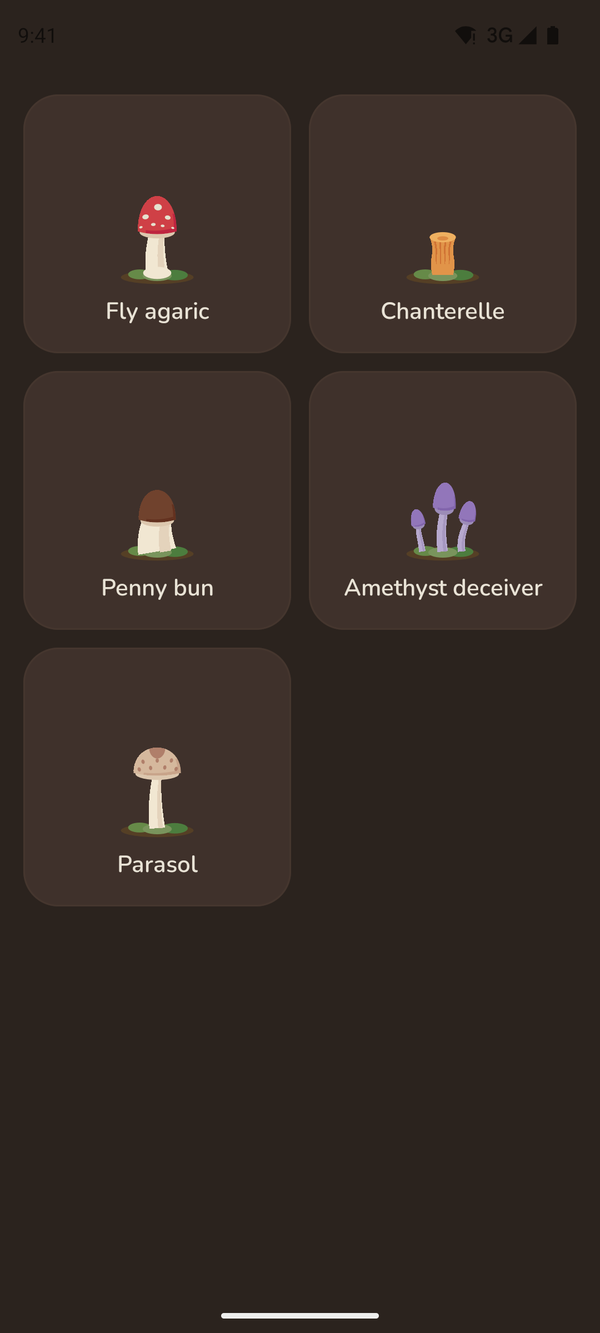 9:41
3G
Fly agaric
Chanterelle
Penny bun
Amethyst deceiver
Parasol